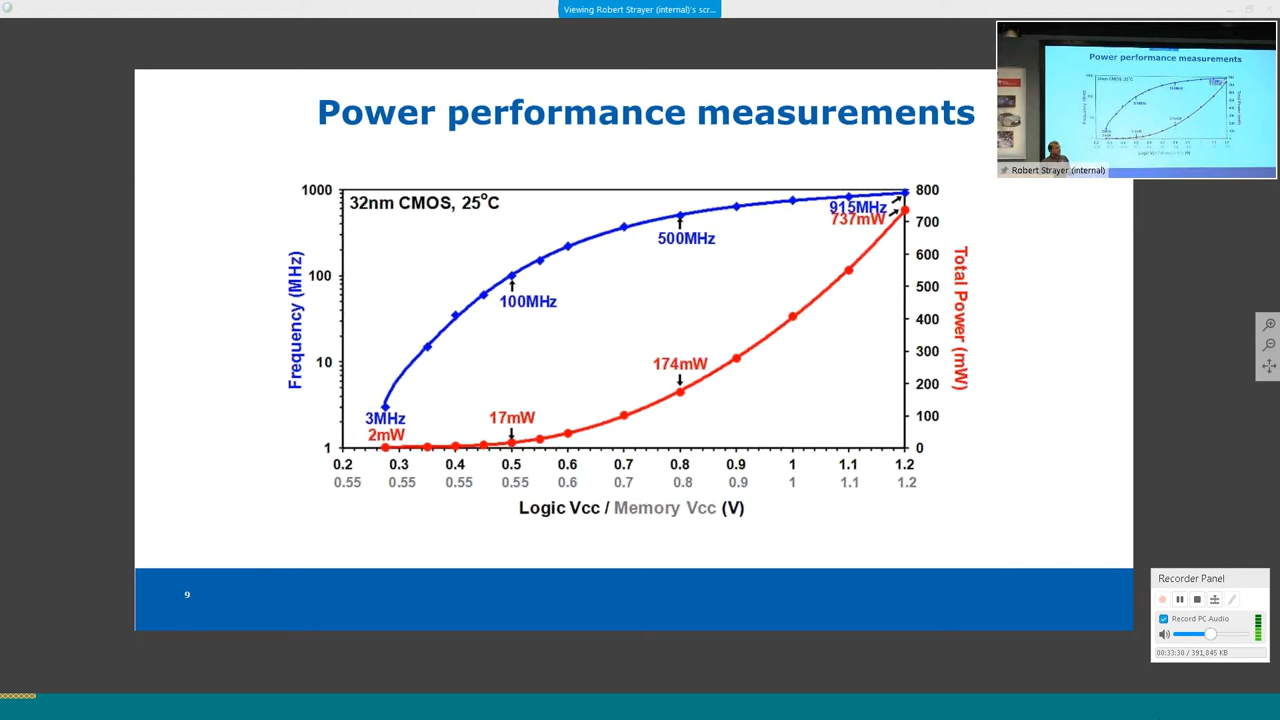 Viewing Robert Strayer (internal)'s scr...
Power performance measurements
32nm CMOS, 25°C
Frequency (MHz)
1000
100
10
1
3MHz
2mW
100MHz
17mW
500MHz
174mW
915MHz
737mW
800
700
600
500
400
300
200
100
0
Total Power (mW)
0.2 0.3 0.4 0.5 0.6 0.7 0.8 0.9 1 1.1 1.2
0.55 0.55 0.55 0.55 0.6 0.7 0.8 0.9 1 1.1 1.2
Logic Vcc / Memory Vcc (V)
9
Power performance measurements
Robert Strayer (internal)
Recorder Panel
Record PC Audio
00:33:30 / 391,845 KB